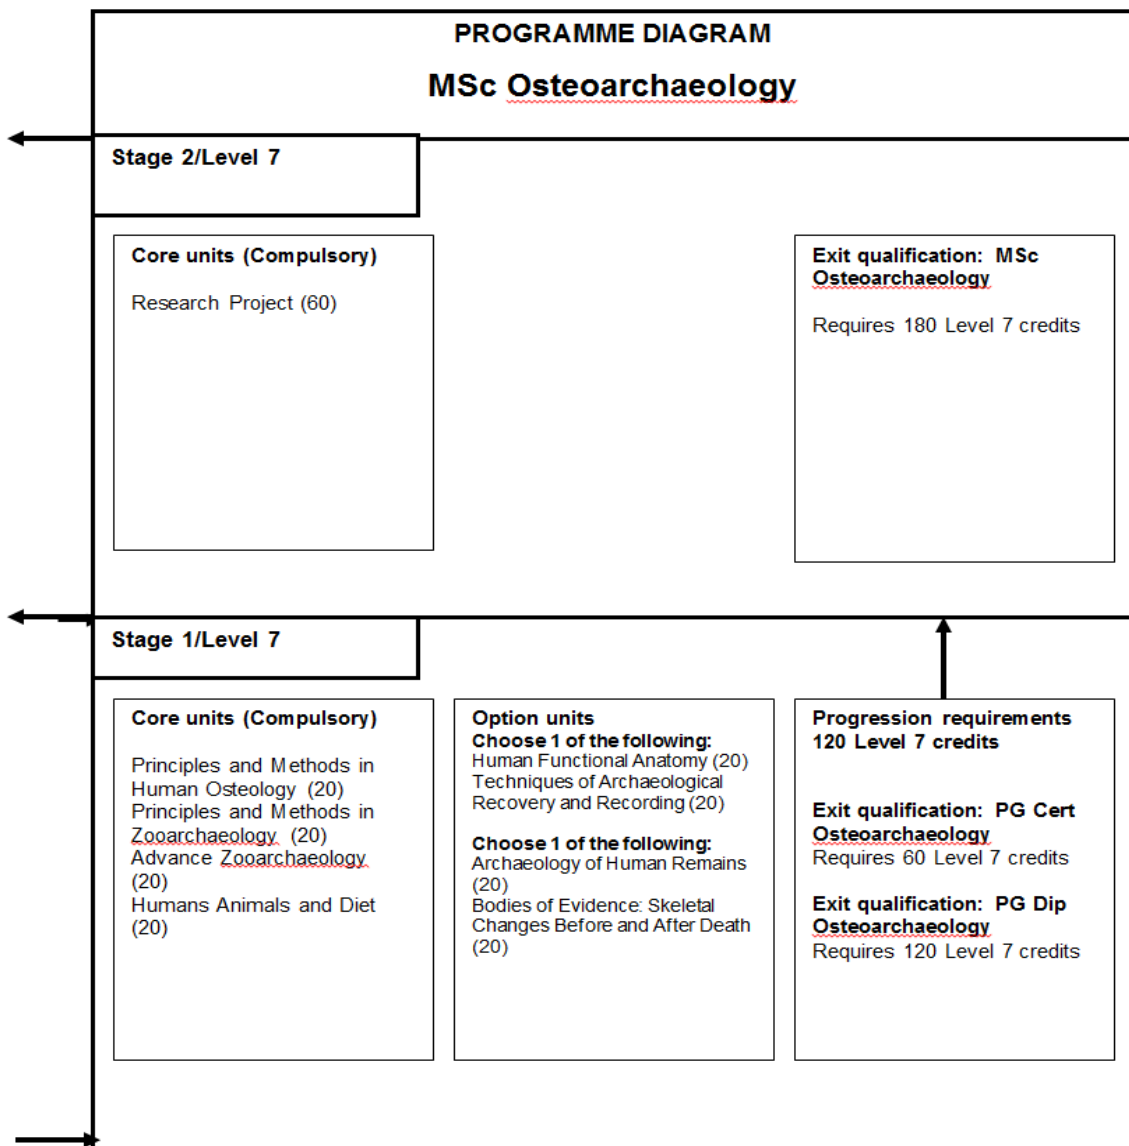 PROGRAMME DIAGRAM
MSc Osteoarchaeology
Stage 2/Level 7
Core units (Compulsory)
Research Project (60)
Exit qualification: MSc
Osteoarchaeology
Requires 180 Level 7 credits
Stage 1/Level 7
Core units (Compulsory)
Principles and Methods in
Human Osteology (20)
Principles and Methods in
Zooarchaeology (20)
Advance Zooarchaeology
(20)
Humans Animals and Diet
(20)
Option units
Choose 1 of the following:
Human Functional Anatomy (20)
Techniques of Archaeological
Recovery and Recording (20)
Choose 1 of the following:
Archaeology of Human Remains
(20)
Bodies of Evidence: Skeletal
Changes Before and After Death
(20)
Progression requirements
120 Level 7 credits
Exit qualification: PG Cert
Osteoarchaeology
Requires 60 Level 7 credits
Exit qualification: PG Dip
Osteoarchaeology
Requires 120 Level 7 credits